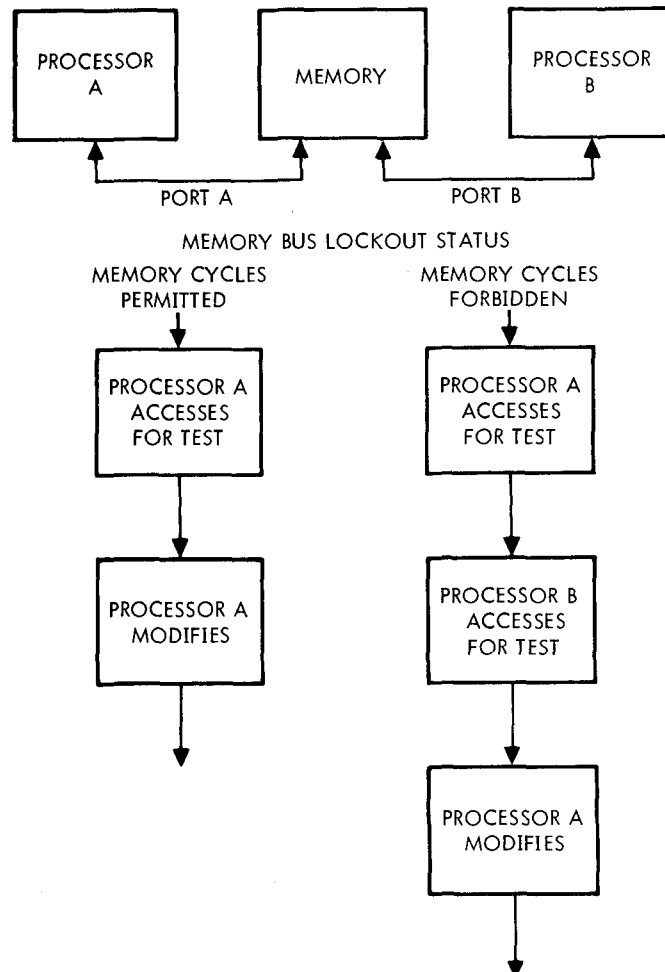 PROCESSOR
A
MEMORY
PROCESSOR
B
PORT A
PORT B
MEMORY BUS LOCKOUT STATUS
MEMORY CYCLES
PERMITTED
MEMORY CYCLES
FORBIDDEN
PROCESSOR A
ACCESSES
FOR TEST
PROCESSOR A
ACCESSES
FOR TEST
PROCESSOR A
MODIFIES
PROCESSOR B
ACCESSES
FOR TEST
PROCESSOR A
MODIFIES